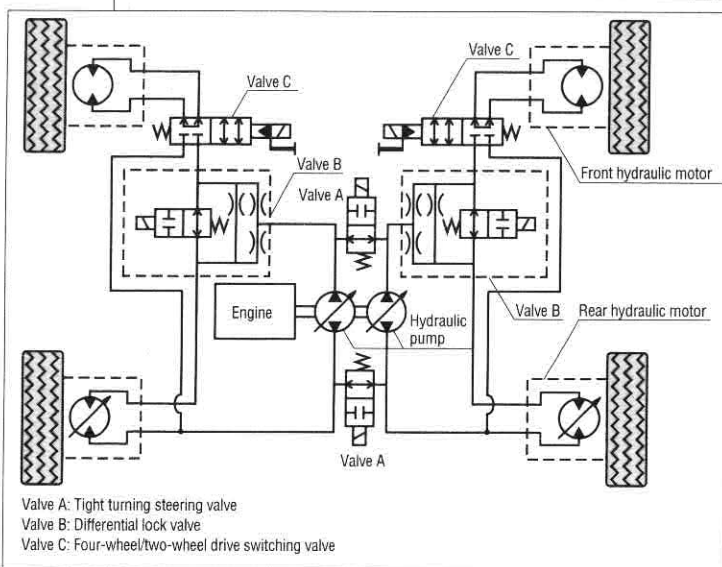 Valve C
Valve C
Front hydraulic motor
Valve B
Valve A
Engine
Hydraulic
pump
Valve B
Rear hydraulic motor
Valve A
Valve A: Tight turning steering valve
Valve B: Differential lock valve
Valve C: Four-wheel/two-wheel drive switching valve